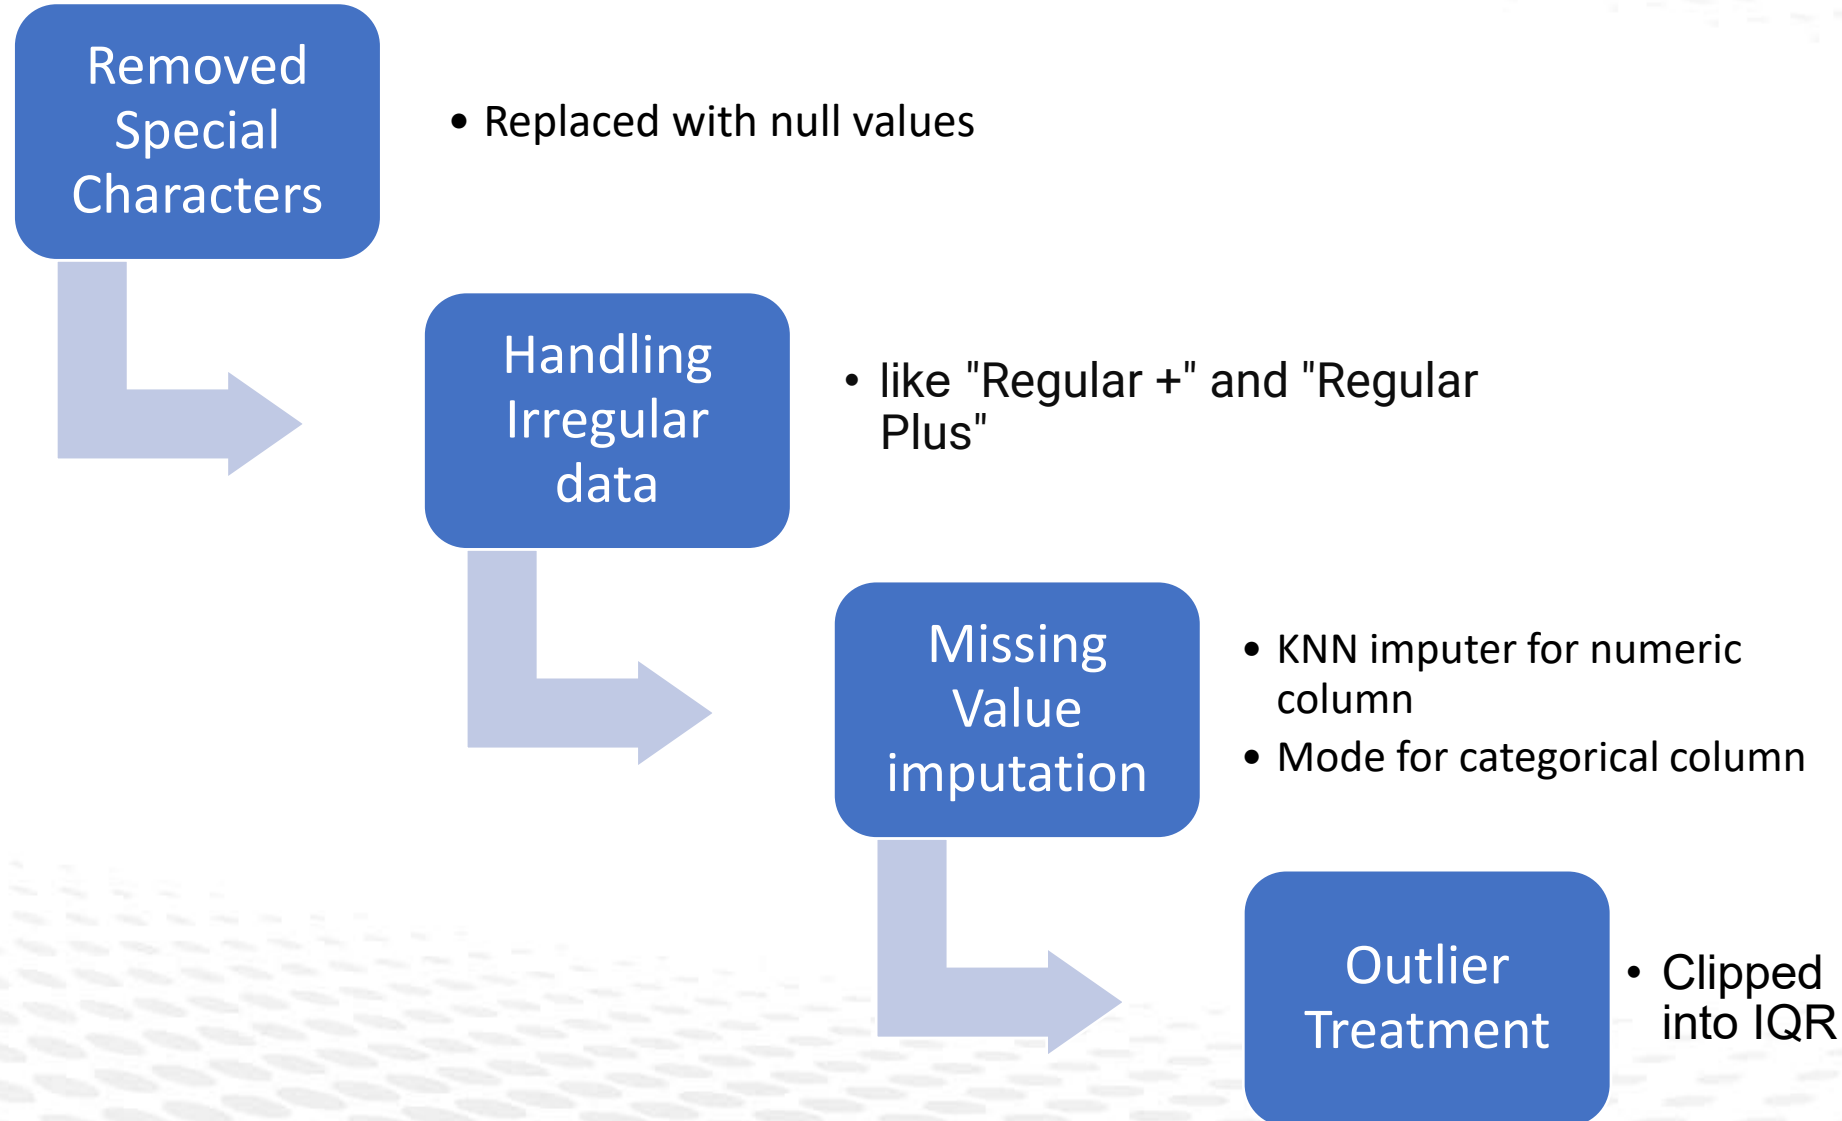 Removed
Special
Characters
• Replaced with null values
Handling
Irregular
data
• like "Regular +" and "Regular
Plus"
Missing
Value
imputation
• KNN imputer for numeric
column
• Mode for categorical column
Outlier
Treatment
• Clipped
into IQR